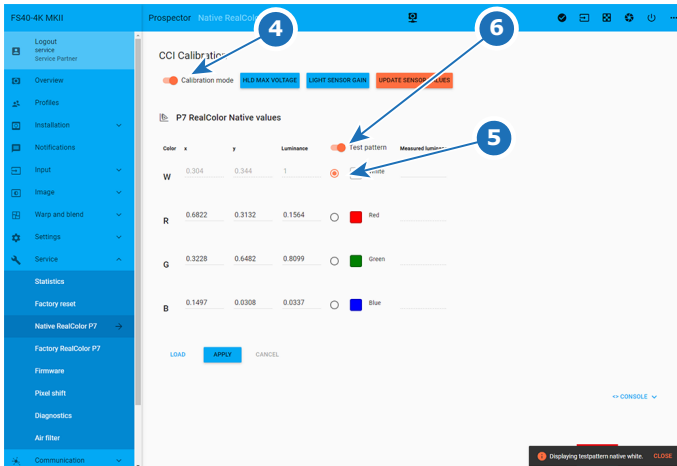 FS40-4K MKII
Prospector Native RealCol
4
6
5
Logout
service
Service Partner
Overview
Profiles
Installation
Notifications
Input
Image
Warp and blend
Settings
Service
Statistics
Factory reset
Native RealColor P7
Factory RealColor P7
Firmware
Pixel shift
Diagnostics
Air filter
Communication
CCI Calibration
Calibration mode
HLD MAX VOLTAGE
LIGHT SENSOR GAIN
UPDATE SENSOR VALUES
P7 RealColor Native values
Color x y Luminance Test pattern Measured luminance
W 0.304 0.344 1 White
R 0.6822 0.3132 0.1564 Red
G 0.3228 0.6482 0.8099 Green
B 0.1497 0.0308 0.0337 Blue
LOAD APPLY CANCEL
<> CONSOLE
Displaying testpattern native white. CLOSE